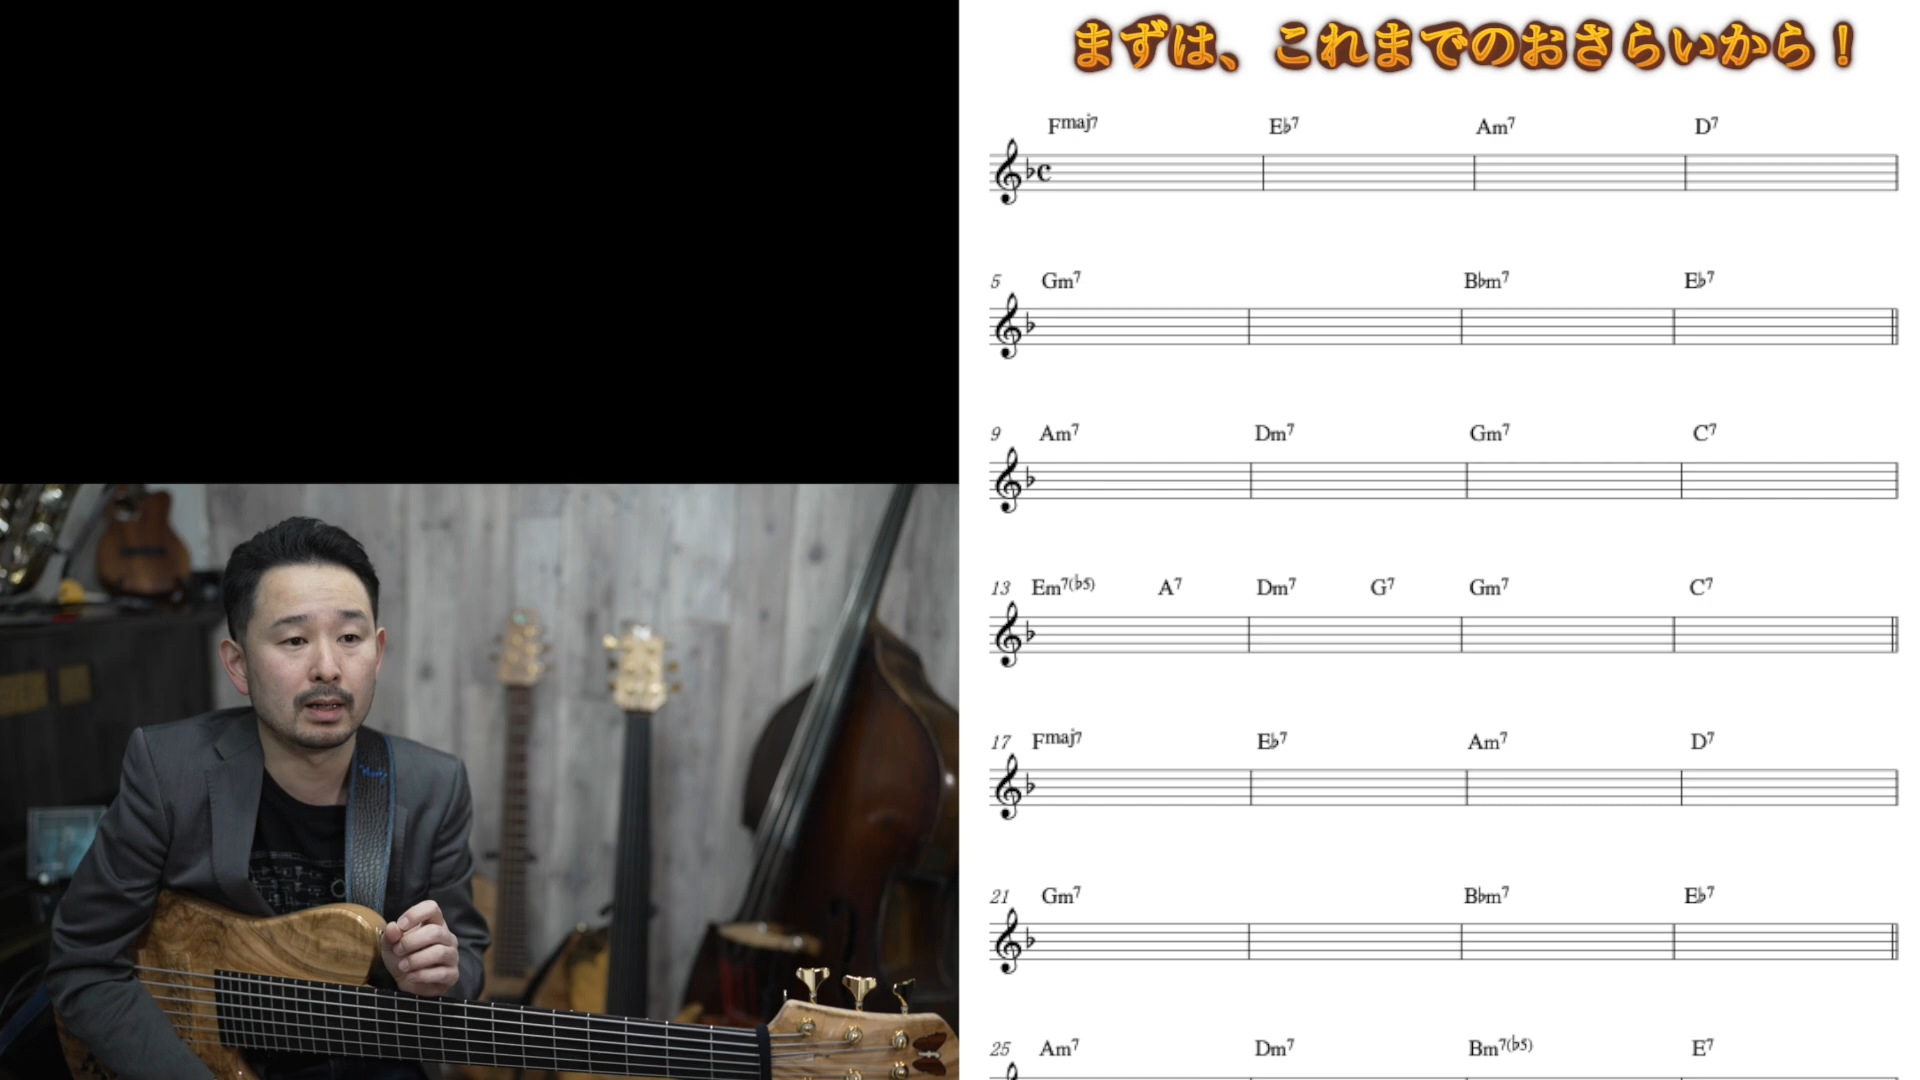 まずは、これまでのおさらいから！
Fmaj7 E♭7 Am7 D7
5 Gm7 B♭m7 E♭7
9 Am7 Dm7 Gm7 C7
13 Em7(♭5) A7 Dm7 G7 Gm7 C7
17 Fmaj7 E♭7 Am7 D7
21 Gm7 B♭m7 E♭7
25 Am7 Dm7 Bm7(♭5) E7